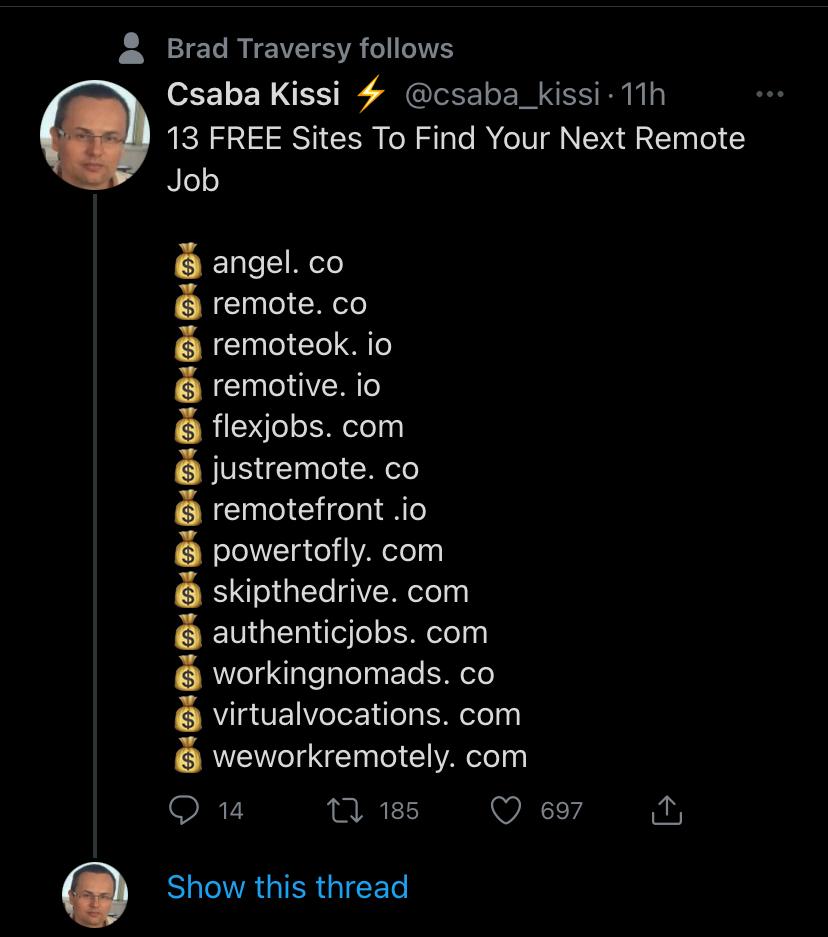 Brad Traversy follows
Csaba Kissi ⚡ @csaba_kissi · 11h
13 FREE Sites To Find Your Next Remote
Job
💰 angel. co
💰 remote. co
💰 remoteok. io
💰 remotive. io
💰 flexjobs. com
💰 justremote. co
💰 remotefront .io
💰 powertofly. com
💰 skipthedrive. com
💰 authenticjobs. com
💰 workingnomads. co
💰 virtualvocations. com
💰 weworkremotely. com
14 185 697
Show this thread